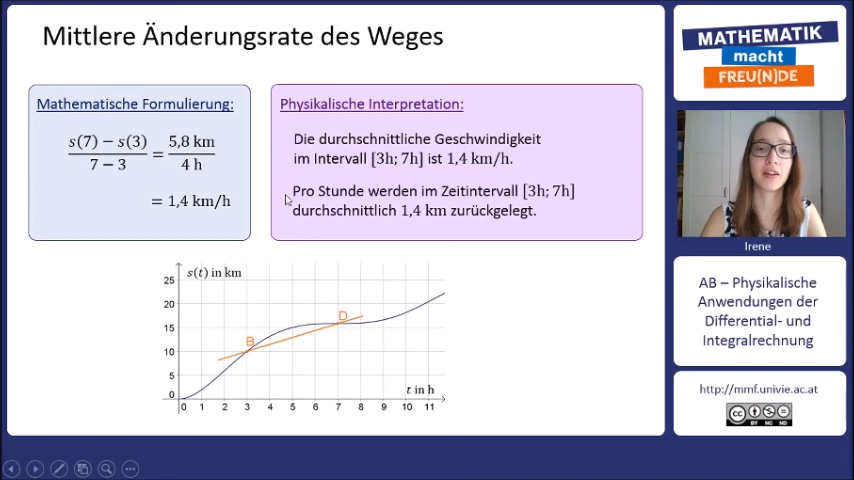 Mittlere Änderungsrate des Weges
Mathematische Formulierung:
s(7) − s(3)
7 − 3
=
5,8 km
4 h
= 1,4 km/h
Physikalische Interpretation:
Die durchschnittliche Geschwindigkeit
im Intervall [3h; 7h] ist 1,4 km/h.
Pro Stunde werden im Zeitintervall [3h; 7h]
durchschnittlich 1,4 km zurückgelegt.
s(t) in km
25
20
15
10
5
0
B
D
t in h
0 1 2 3 4 5 6 7 8 9 10 11
MATHEMATIK
macht
FREU(N)DE
Irene
AB – Physikalische
Anwendungen der
Differential- und
Integralrechnung
http://mmf.univie.ac.at
cc
BY NC ND